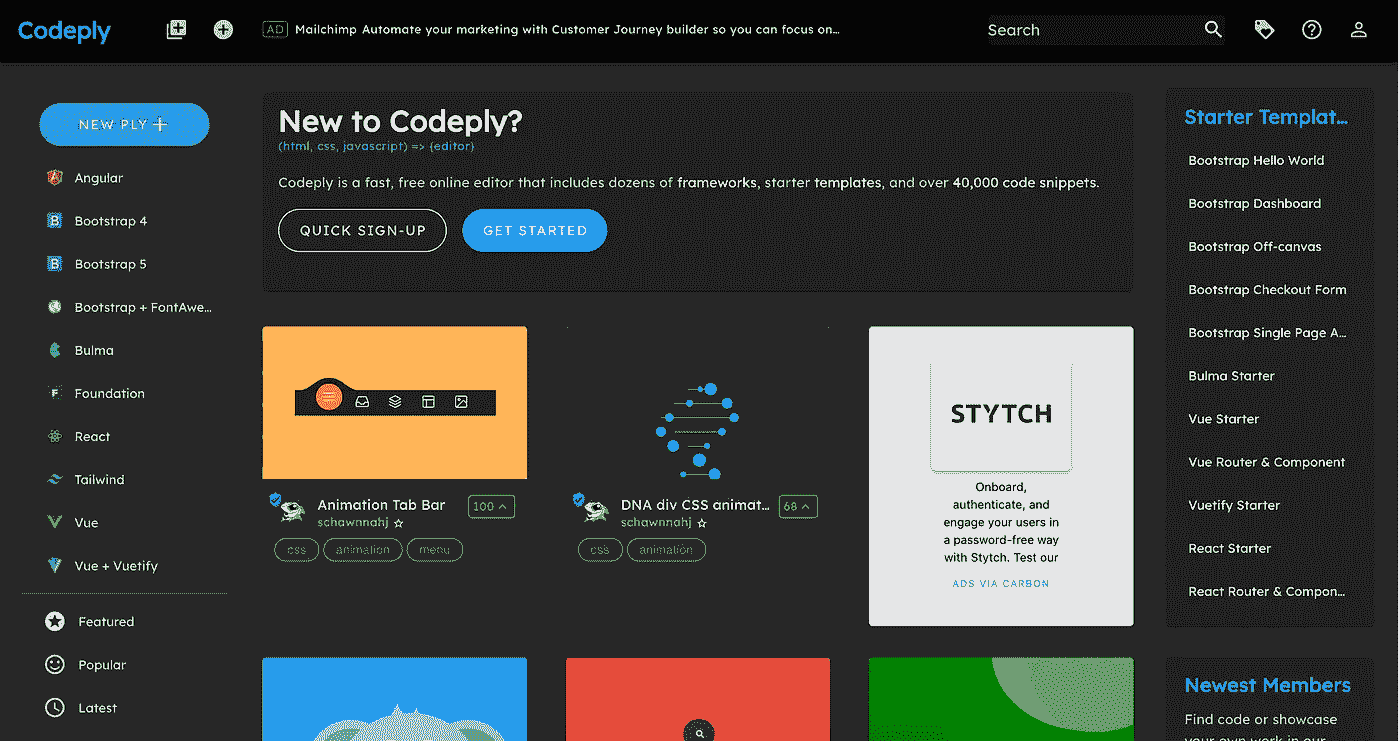 Codeply
AD Mailchimp Automate your marketing with Customer Journey builder so you can focus on...
Search
NEW PLY
Angular
Bootstrap 4
Bootstrap 5
Bootstrap + FontAwe...
Bulma
Foundation
React
Tailwind
Vue
Vue + Vuetify
Featured
Popular
Latest
New to Codeply?
(html, css, javascript) => {editor}
Codeply is a fast, free online editor that includes dozens of frameworks, starter templates, and over 40,000 code snippets.
QUICK SIGN-UP
GET STARTED
Animation Tab Bar
100
schawnnahj
css animation menu
DNA div CSS animat...
68
schawnnahj
css animation
STYTCH
Onboard,
authenticate, and
engage your users in
a password-free way
with Stytch. Test our
ADS VIA CARBON
Starter Templat...
Bootstrap Hello World
Bootstrap Dashboard
Bootstrap Off-canvas
Bootstrap Checkout Form
Bootstrap Single Page A...
Bulma Starter
Vue Starter
Vue Router & Component
Vuetify Starter
React Starter
React Router & Compon...
Newest Members
Find code or showcase
your own work in our